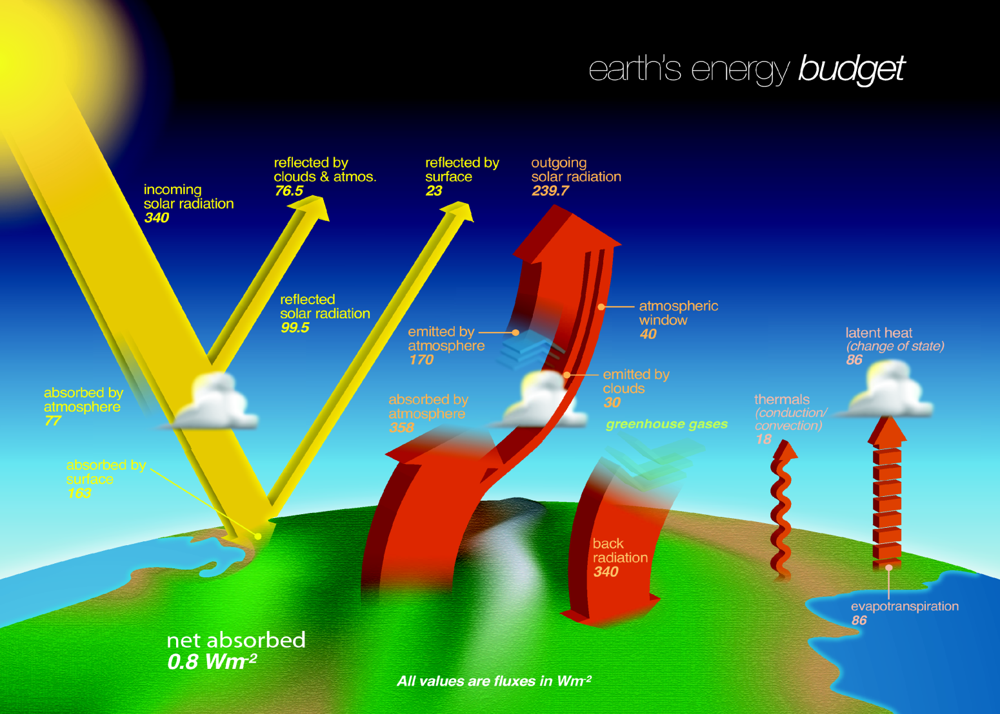 earth's energy budget
reflected by
clouds & atmos.
76.5
reflected by
surface
23
outgoing
solar radiation
239.7
incoming
solar radiation
340
reflected
solar radiation
99.5
atmospheric
window
40
emitted by
atmosphere
170
latent heat
(change of state)
86
absorbed by
atmosphere
77
absorbed by
atmosphere
358
emitted by
clouds
30
greenhouse gases
thermals
(conduction/
convection)
18
absorbed by
surface
163
back
radiation
340
evapotranspiration
86
net absorbed
0.8 Wm-2
All values are fluxes in Wm-2